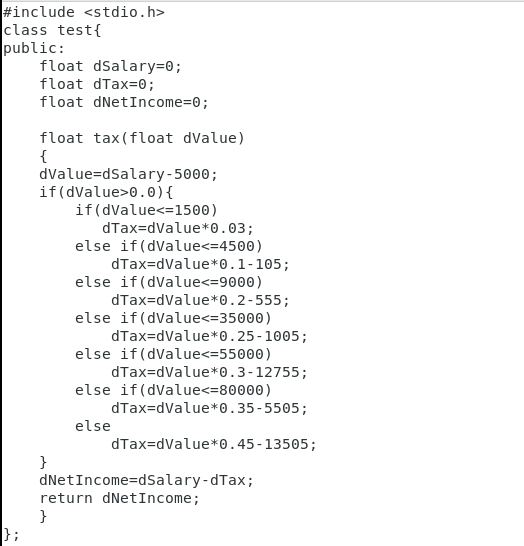 #include <stdio.h>
class test{
public:
    float dSalary=0;
    float dTax=0;
    float dNetIncome=0;

    float tax(float dValue)
    {
    dValue=dSalary-5000;
    if(dValue>0.0){
        if(dValue<=1500)
           dTax=dValue*0.03;
        else if(dValue<=4500)
            dTax=dValue*0.1-105;
        else if(dValue<=9000)
            dTax=dValue*0.2-555;
        else if(dValue<=35000)
            dTax=dValue*0.25-1005;
        else if(dValue<=55000)
            dTax=dValue*0.3-12755;
        else if(dValue<=80000)
            dTax=dValue*0.35-5505;
        else
            dTax=dValue*0.45-13505;
    }
    dNetIncome=dSalary-dTax;
    return dNetIncome;
    }
};